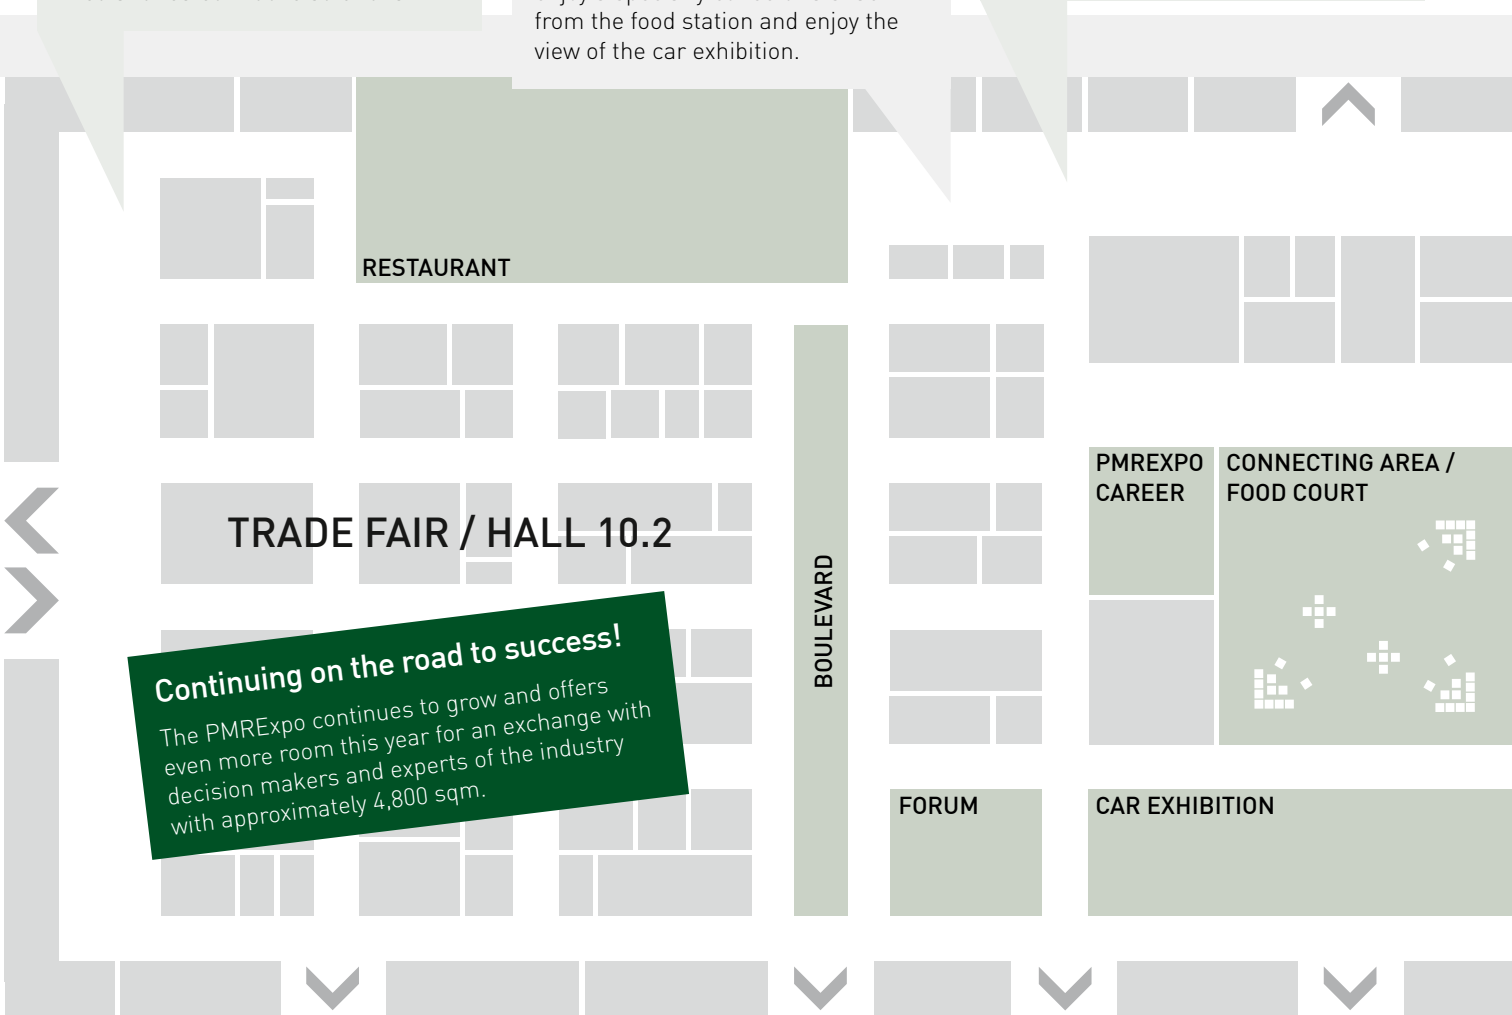 from the food station and enjoy the
view of the car exhibition.
RESTAURANT
PMREXPO
CAREER
CONNECTING AREA /
FOOD COURT
TRADE FAIR / HALL 10.2
BOULEVARD
Continuing on the road to success!
The PMRExpo continues to grow and offers
even more room this year for an exchange with
decision makers and experts of the industry
with approximately 4,800 sqm.
FORUM
CAR EXHIBITION